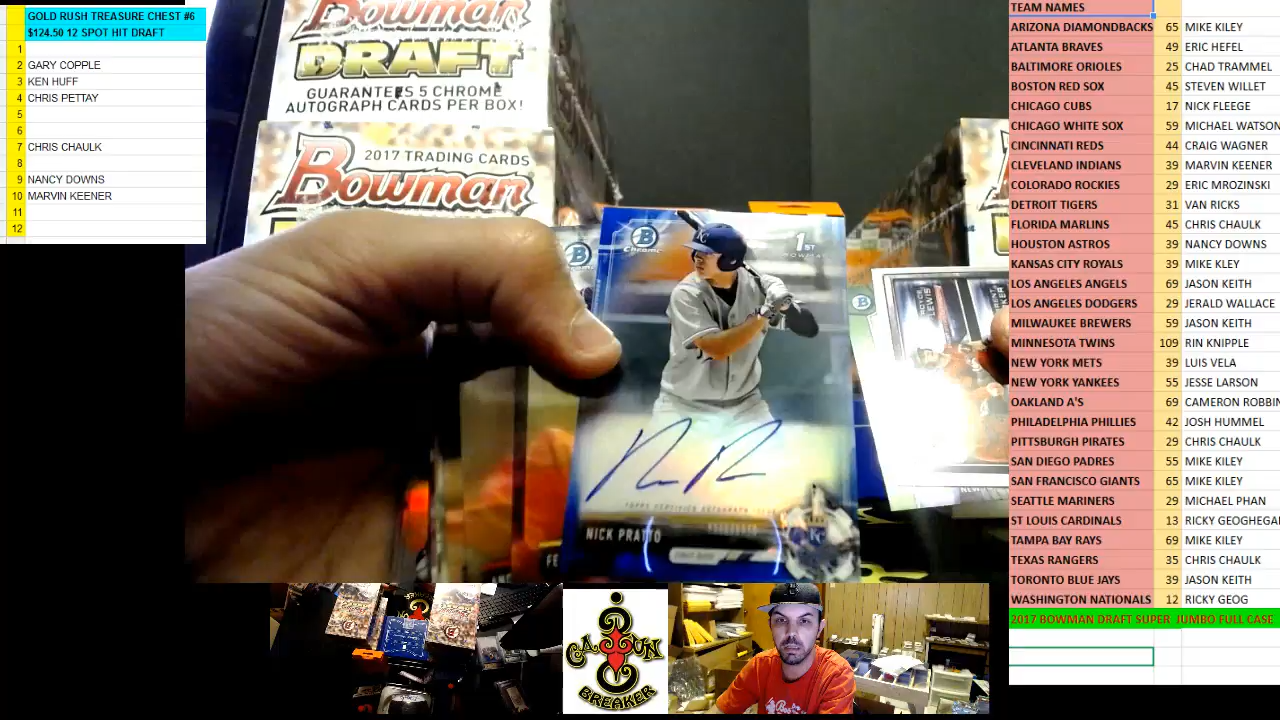 GOLD RUSH TREASURE CHEST #6
$124.50 12 SPOT HIT DRAFT
1
2 GARY COPPLE
3 KEN HUFF
4 CHRIS PETTAY
5
6
7 CHRIS CHAULK
8
9 NANCY DOWNS
10 MARVIN KEENER
11
12
Bowman
DRAFT
GUARANTEES 5 CHROME
AUTOGRAPH CARDS PER BOX!
2017 TRADING CARDS
Bowman
B
CHROME
KC
1ST
BOWMAN
NICK PRATTO
KC
CAJUN
BREAKER
TEAM NAMES
ARIZONA DIAMONDBACKS 65 MIKE KILEY
ATLANTA BRAVES 49 ERIC HEFEL
BALTIMORE ORIOLES 25 CHAD TRAMMEL
BOSTON RED SOX 45 STEVEN WILLET
CHICAGO CUBS 17 NICK FLEEGE
CHICAGO WHITE SOX 59 MICHAEL WATSON
CINCINNATI REDS 44 CRAIG WAGNER
CLEVELAND INDIANS 39 MARVIN KEENER
COLORADO ROCKIES 29 ERIC MROZINSKI
DETROIT TIGERS 31 VAN RICKS
FLORIDA MARLINS 45 CHRIS CHAULK
HOUSTON ASTROS 39 NANCY DOWNS
KANSAS CITY ROYALS 39 MIKE KLEY
LOS ANGELES ANGELS 69 JASON KEITH
LOS ANGELES DODGERS 29 JERALD WALLACE
MILWAUKEE BREWERS 59 JASON KEITH
MINNESOTA TWINS 109 RIN KNIPPLE
NEW YORK METS 39 LUIS VELA
NEW YORK YANKEES 55 JESSE LARSON
OAKLAND A'S 69 CAMERON ROBBIN
PHILADELPHIA PHILLIES 42 JOSH HUMMEL
PITTSBURGH PIRATES 29 CHRIS CHAULK
SAN DIEGO PADRES 55 MIKE KILEY
SAN FRANCISCO GIANTS 65 MIKE KILEY
SEATTLE MARINERS 29 MICHAEL PHAN
ST LOUIS CARDINALS 13 RICKY GEOGHEGA
TAMPA BAY RAYS 69 MIKE KILEY
TEXAS RANGERS 35 CHRIS CHAULK
TORONTO BLUE JAYS 39 JASON KEITH
WASHINGTON NATIONALS 12 RICKY GEOG
2017 BOWMAN DRAFT SUPER JUMBO FULL CASE